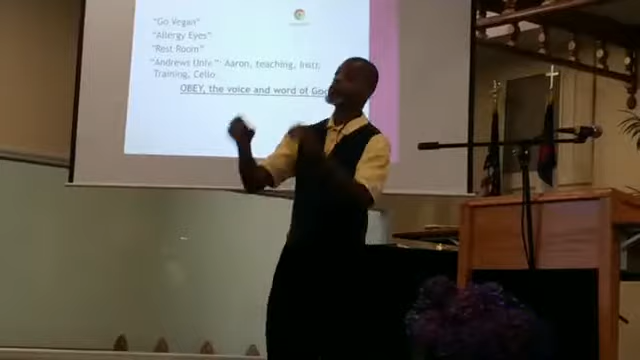 "Go Vegan"
"Allergy Eyes"
"Rest Room"
"Andrews Univ.": Aaron, teaching, Instr.
Training, Cello
OBEY, the voice and word of God